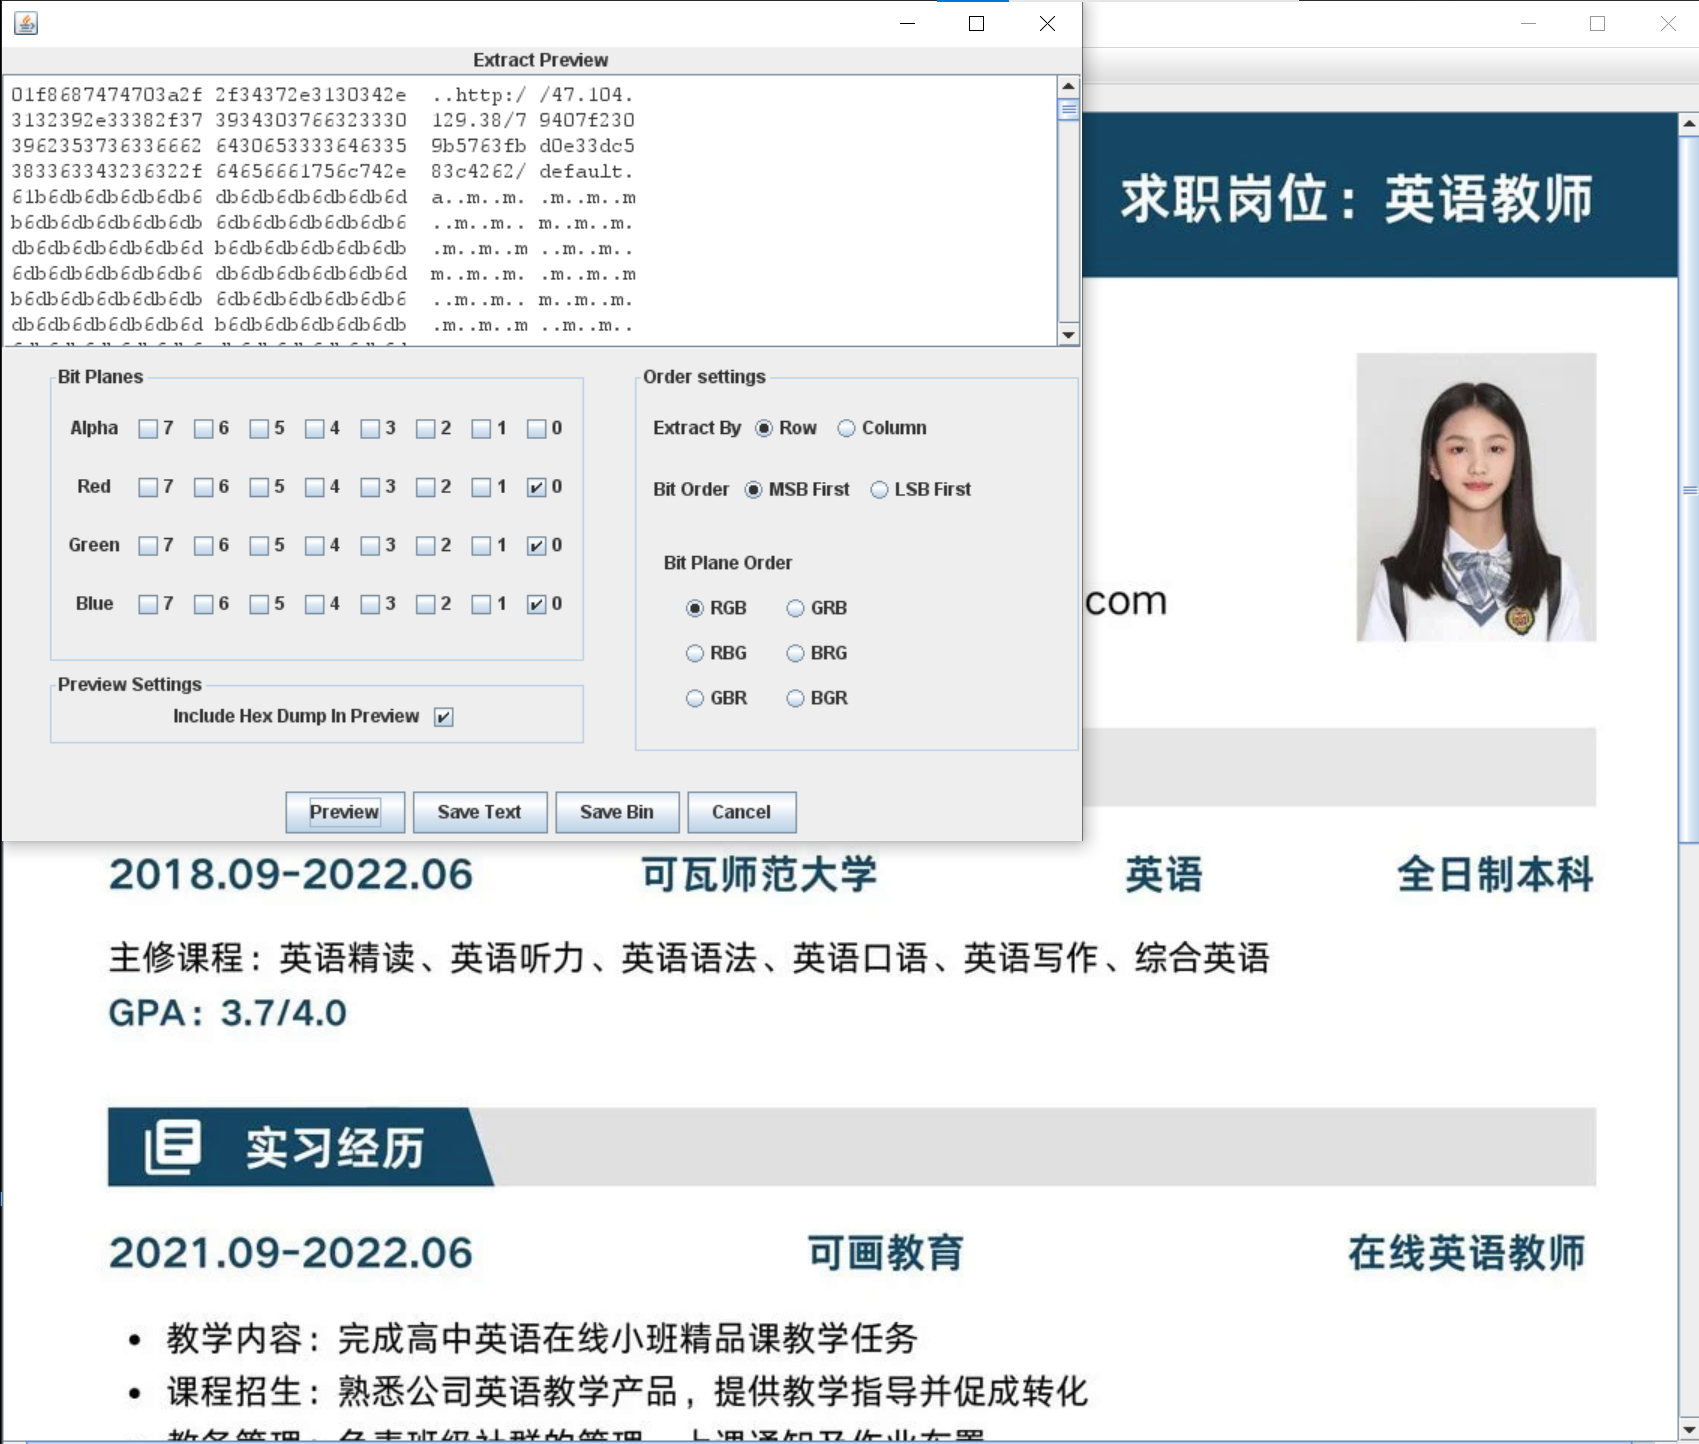 Extract Preview
01f8687474703a2f 2f34372e3130342e ..http:/ /47.104.
3132392e33382f37 3934303766323330 129.38/7 9407f230
3962353736336662 6430653333646335 9b5763fb d0e33dc5
383363343236322f 64656661756c742e 83c4262/ default.
61b6db6db6db6db6 db6db6db6db6db6d a..m..m. .m..m..m
b6db6db6db6db6db 6db6db6db6db6db6 ..m..m.. m..m..m.
db6db6db6db6db6d b6db6db6db6db6db .m..m..m ..m..m..
6db6db6db6db6db6 db6db6db6db6db6d m..m..m. .m..m..m
b6db6db6db6db6db 6db6db6db6db6db6 ..m..m.. m..m..m.
db6db6db6db6db6d b6db6db6db6db6db .m..m..m ..m..m..
Bit Planes
Alpha 7 6 5 4 3 2 1 0
Red 7 6 5 4 3 2 1 0
Green 7 6 5 4 3 2 1 0
Blue 7 6 5 4 3 2 1 0
Preview Settings
Include Hex Dump In Preview
Order settings
Extract By Row Column
Bit Order MSB First LSB First
Bit Plane Order
RGB GRB
RBG BRG
GBR BGR
Preview Save Text Save Bin Cancel
求职岗位：英语教师
com
2018.09-2022.06 可瓦师范大学 英语 全日制本科
主修课程：英语精读、英语听力、英语语法、英语口语、英语写作、综合英语
GPA：3.7/4.0
实习经历
2021.09-2022.06 可画教育 在线英语教师
• 教学内容：完成高中英语在线小班精品课教学任务
• 课程招生：熟悉公司英语教学产品，提供教学指导并促成转化